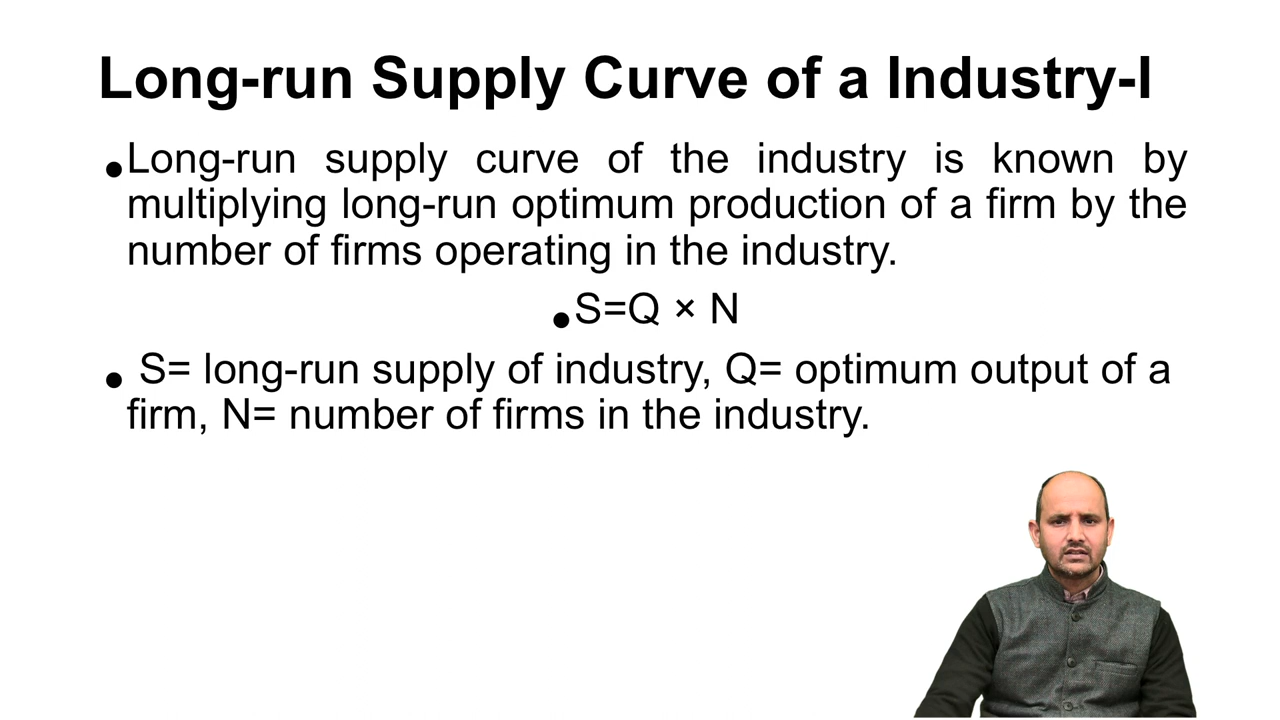 Long-run Supply Curve of a Industry-I
•Long-run supply curve of the industry is known by
multiplying long-run optimum production of a firm by the
number of firms operating in the industry.
•S=Q × N
• S= long-run supply of industry, Q= optimum output of a
firm, N= number of firms in the industry.